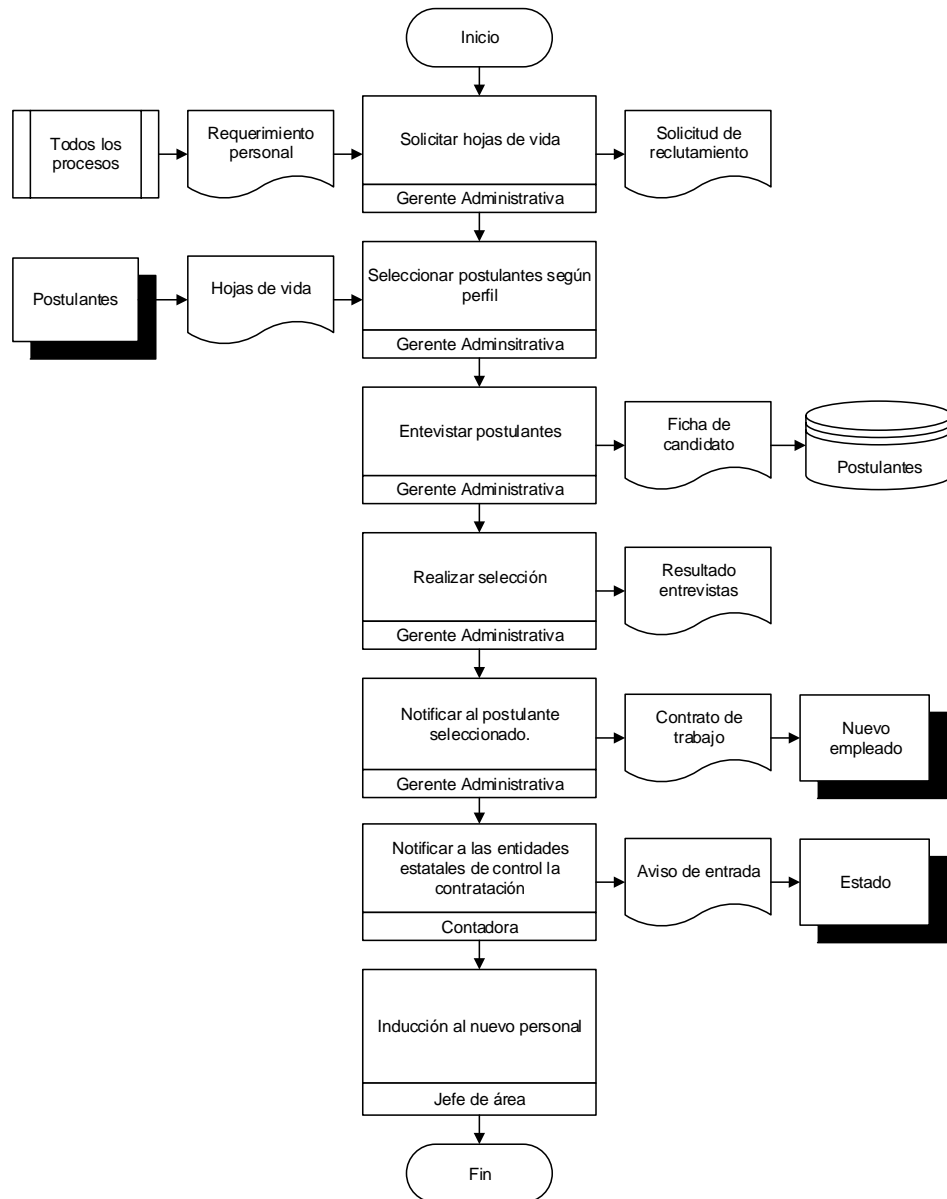 Inicio
Todos los
procesos
Requerimiento
personal
Solicitar hojas de vida
Gerente Administrativa
Solicitud de
reclutamiento
Postulantes
Hojas de vida
Seleccionar postulantes según
perfil
Gerente Adminsitrativa
Entevistar postulantes
Gerente Administrativa
Ficha de
candidato
Postulantes
Realizar selección
Gerente Administrativa
Resultado
entrevistas
Notificar al postulante
seleccionado.
Gerente Administrativa
Contrato de
trabajo
Nuevo
empleado
Notificar a las entidades
estatales de control la
contratación
Contadora
Aviso de entrada
Estado
Inducción al nuevo personal
Jefe de área
Fin